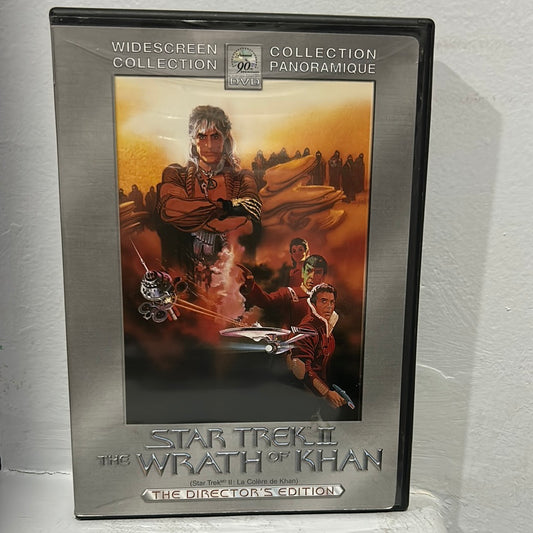 WIDESCREEN
COLLECTION
90
DVD
COLLECTION
PANORAMIQUE
STAR TREK II
THE WRATH OF KHAN
(Star Trekᴹᴰ II: La Colère de Khan)
THE DIRECTOR'S EDITION